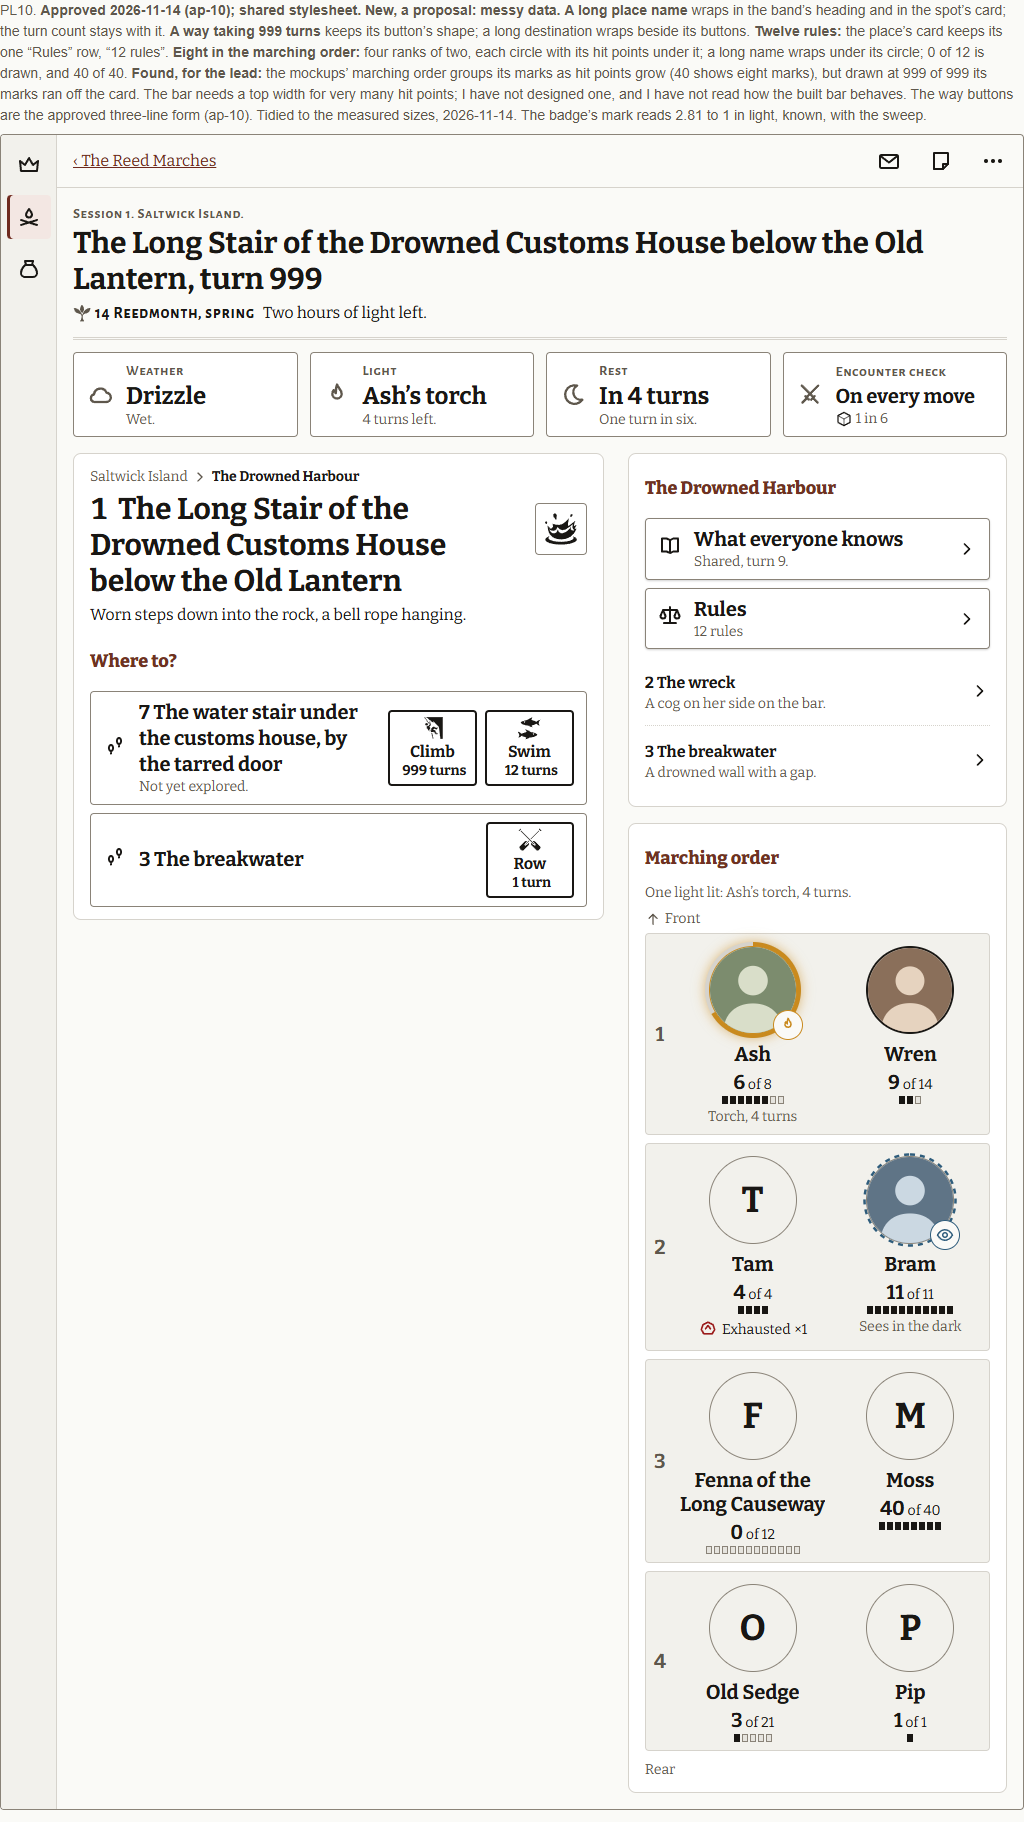 PL10. Approved 2026-11-14 (ap-10); shared stylesheet. New, a proposal: messy data. A long place name wraps in the band's heading and in the spot's card;
the turn count stays with it. A way taking 999 turns keeps its button's shape; a long destination wraps beside its buttons. Twelve rules: the place's card keeps its
one “Rules” row, “12 rules”. Eight in the marching order: four ranks of two, each circle with its hit points under it; a long name wraps under its circle; 0 of 12 is
drawn, and 40 of 40. Found, for the lead: the mockups' marching order groups its marks as hit points grow (40 shows eight marks), but drawn at 999 of 999 its
marks ran off the card. The bar needs a top width for very many hit points; I have not designed one, and I have not read how the built bar behaves. The way buttons
are the approved three-line form (ap-10). Tidied to the measured sizes, 2026-11-14. The badge's mark reads 2.81 to 1 in light, known, with the sweep.
‹ The Reed Marches
Session 1. Saltwick Island.
The Long Stair of the Drowned Customs House below the Old
Lantern, turn 999
14 Reedmonth, spring Two hours of light left.
Weather
Drizzle
Wet.
Light
Ash’s torch
4 turns left.
Rest
In 4 turns
One turn in six.
Encounter check
On every move
1 in 6
Saltwick Island > The Drowned Harbour
1 The Long Stair of the
Drowned Customs House
below the Old Lantern
Worn steps down into the rock, a bell rope hanging.
Where to?
7 The water stair under
the customs house, by
the tarred door
Not yet explored.
Climb
999 turns
Swim
12 turns
3 The breakwater
Row
1 turn
The Drowned Harbour
What everyone knows
Shared, turn 9.
Rules
12 rules
2 The wreck
A cog on her side on the bar.
3 The breakwater
A drowned wall with a gap.
Marching order
One light lit: Ash’s torch, 4 turns.
↑ Front
1
Ash
6 of 8
Torch, 4 turns
Wren
9 of 14
2
T
Tam
4 of 4
Exhausted ×1
Bram
11 of 11
Sees in the dark
3
F
Fenna of the
Long Causeway
0 of 12
M
Moss
40 of 40
4
O
Old Sedge
3 of 21
P
Pip
1 of 1
Rear